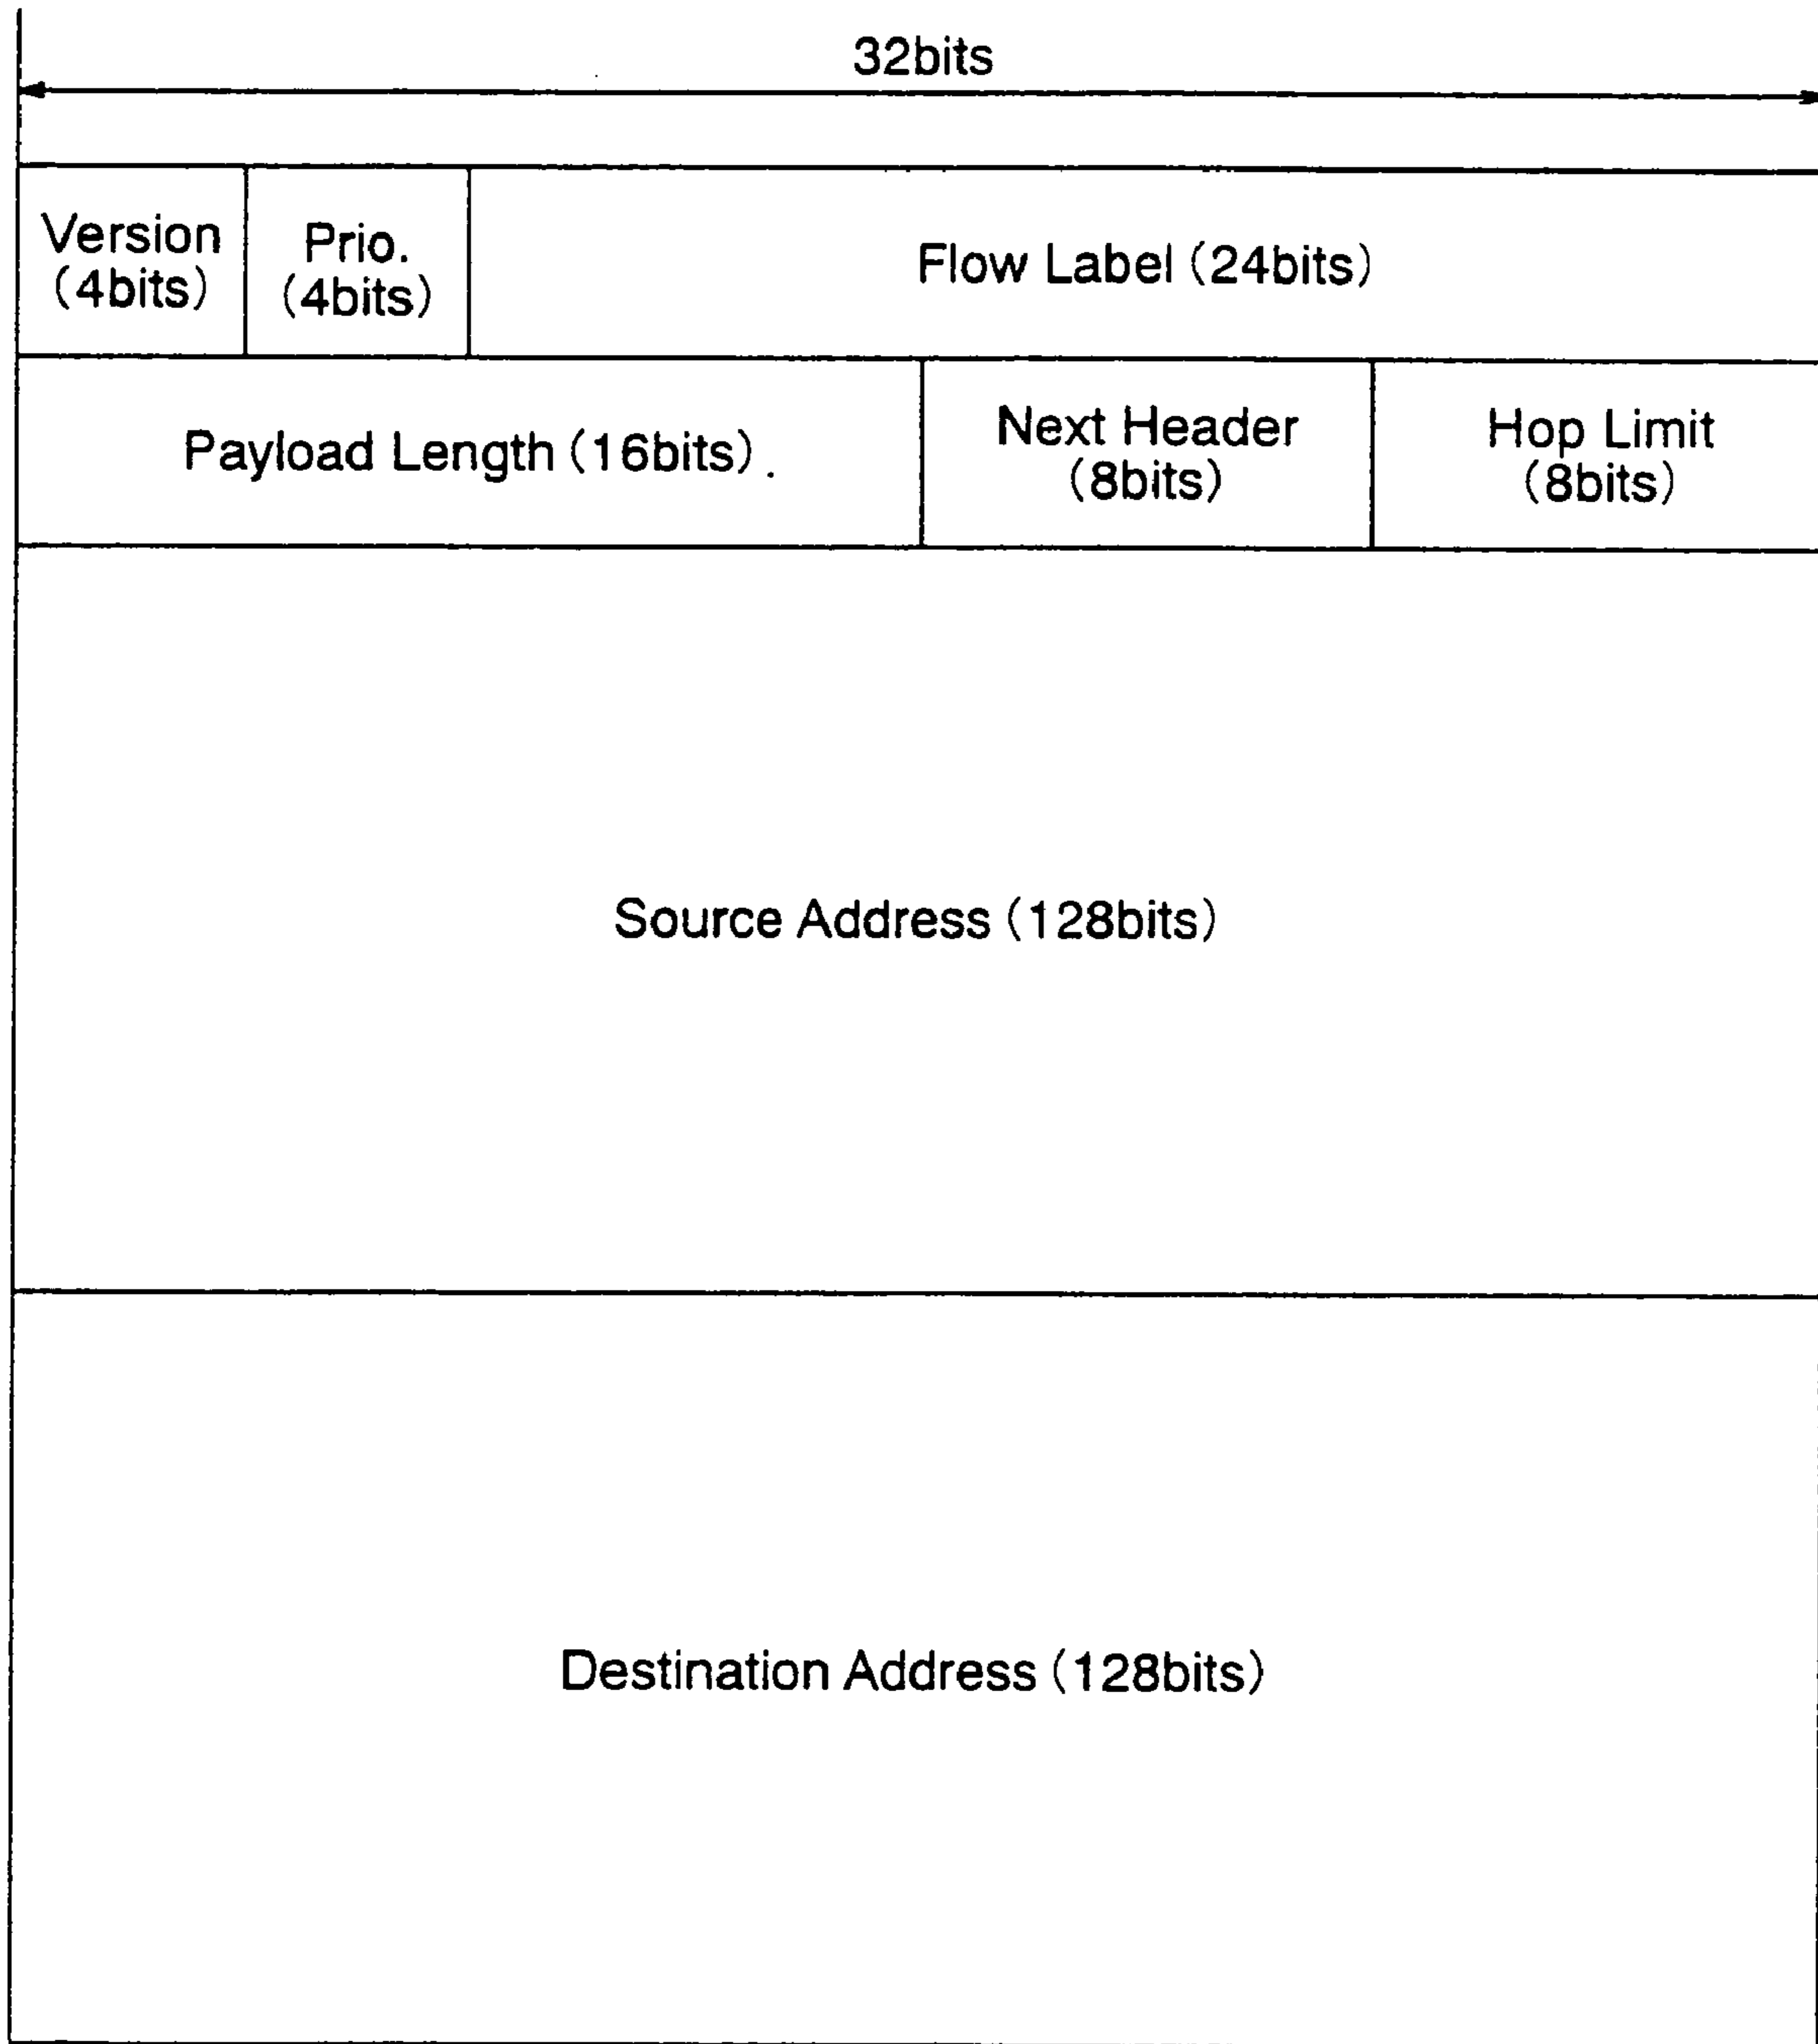 32bits
Version
(4bits)
Prio.
(4bits)
Flow Label (24bits)
Payload Length (16bits)
Next Header
(8bits)
Hop Limit
(8bits)
Source Address (128bits)
Destination Address (128bits)